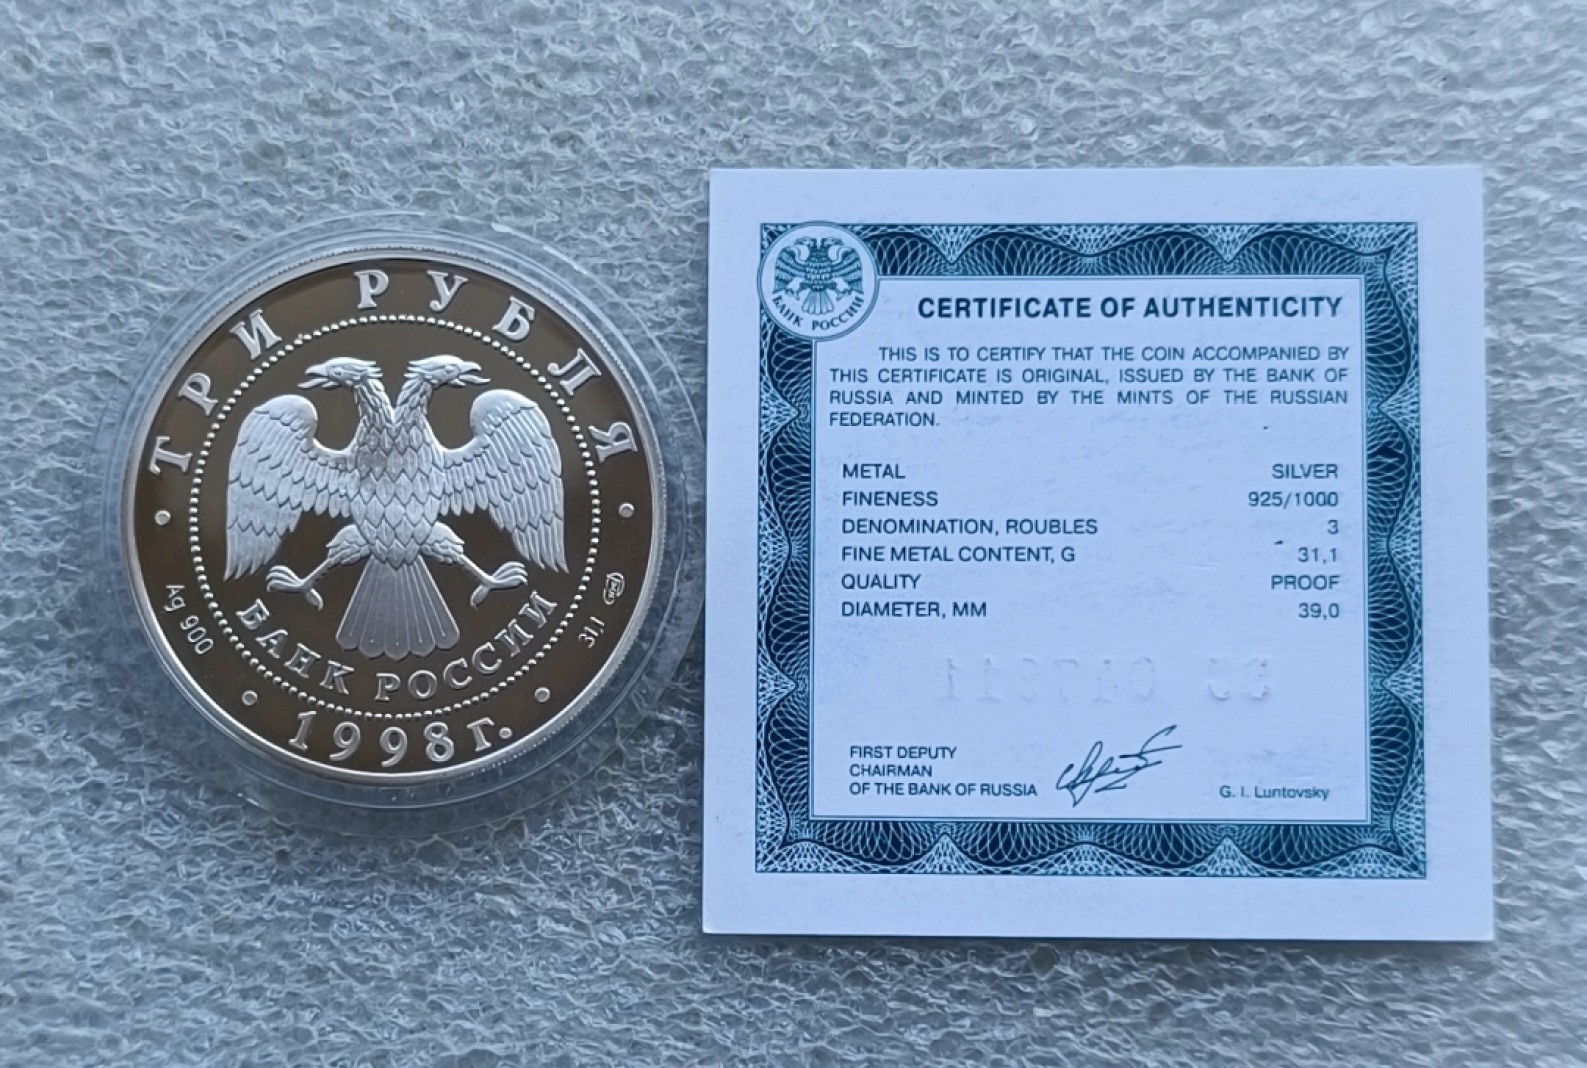 ТРИ РУБЛЯ
БАНК РОССИИ
Ag 900
31,1
1998г.
БАНК РОССИИ
CERTIFICATE OF AUTHENTICITY
THIS IS TO CERTIFY THAT THE COIN ACCOMPANIED BY
THIS CERTIFICATE IS ORIGINAL, ISSUED BY THE BANK OF
RUSSIA AND MINTED BY THE MINTS OF THE RUSSIAN
FEDERATION.
METAL SILVER
FINENESS 925/1000
DENOMINATION, ROUBLES 3
FINE METAL CONTENT, G 31,1
QUALITY PROOF
DIAMETER, MM 39,0
FIRST DEPUTY
CHAIRMAN
OF THE BANK OF RUSSIA G. I. Luntovsky